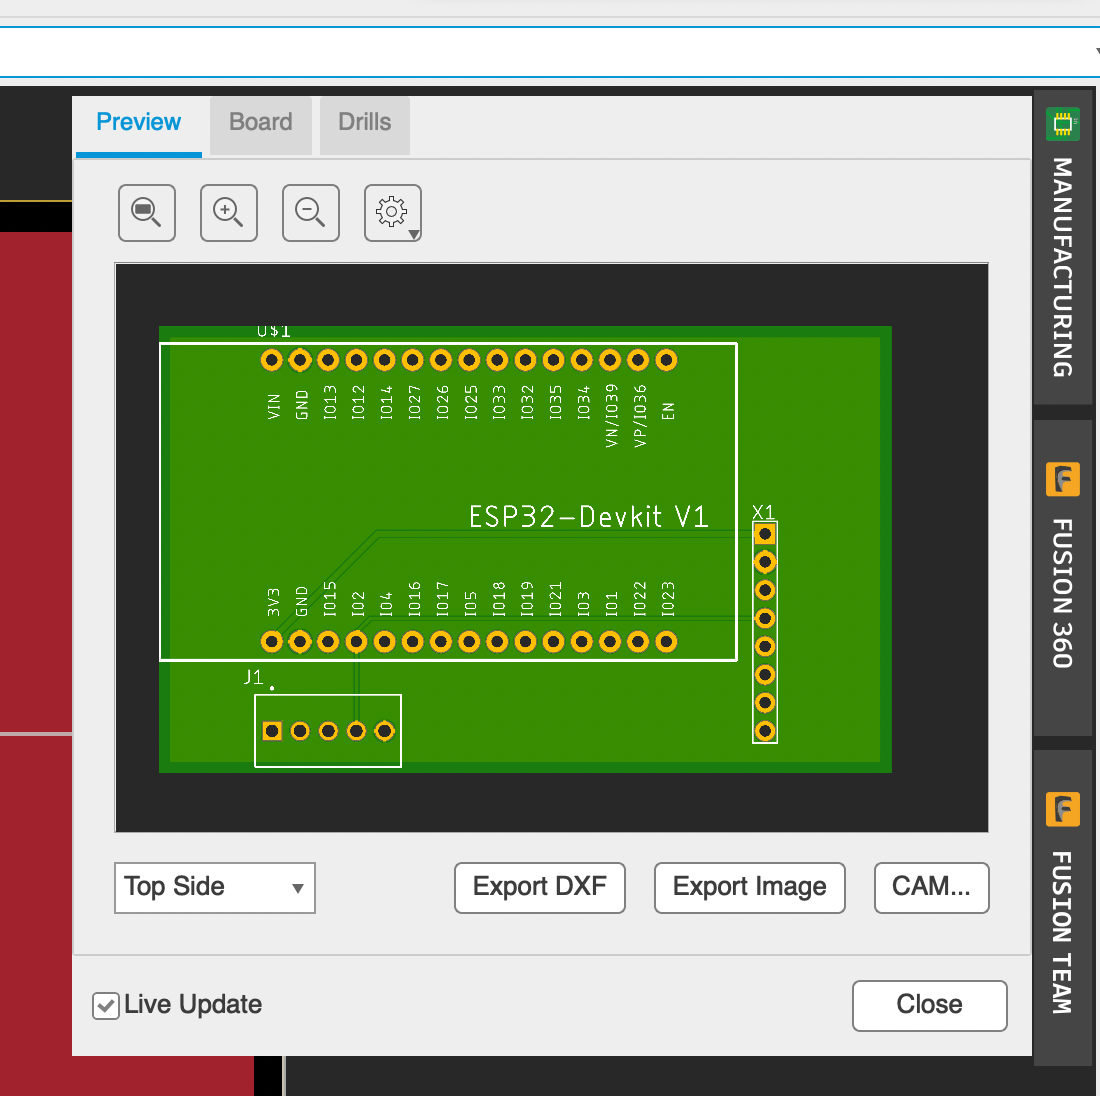 Preview Board Drills
U$1
VIN GND IO13 IO12 IO14 IO27 IO26 IO25 IO33 IO32 IO35 IO34 VN/IO39 VP/IO36 EN
ESP32-Devkit V1
X1
3V3 GND IO15 IO2 IO4 IO16 IO17 IO5 IO18 IO19 IO21 IO3 IO1 IO22 IO23
J1
Top Side Export DXF Export Image CAM...
Live Update Close
MANUFACTURING
FUSION 360
FUSION TEAM